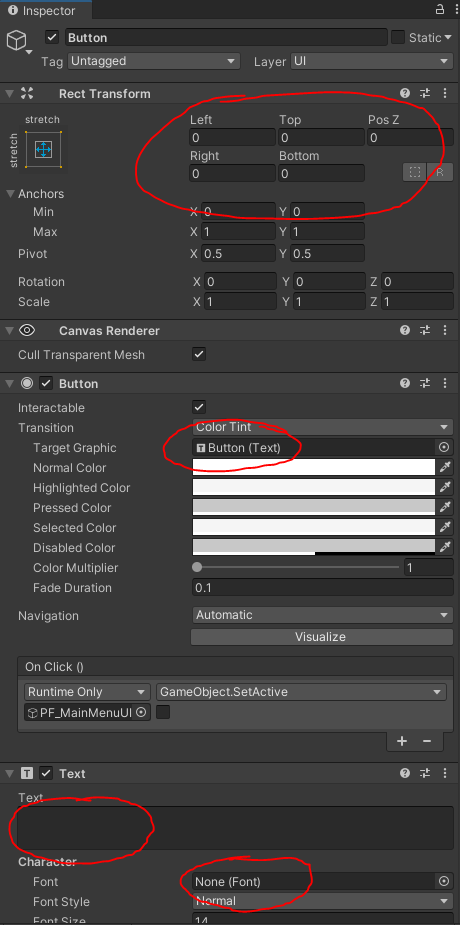 Inspector
Button Static
Tag Untagged Layer UI
Rect Transform
stretch Left Top Pos Z
stretch 0 0 0
Right Bottom
0 0 R
Anchors
Min X 0 Y 0
Max X 1 Y 1
Pivot X 0.5 Y 0.5
Rotation X 0 Y 0 Z 0
Scale X 1 Y 1 Z 1
Canvas Renderer
Cull Transparent Mesh
Button
Interactable
Transition Color Tint
Target Graphic T Button (Text)
Normal Color
Highlighted Color
Pressed Color
Selected Color
Disabled Color
Color Multiplier 1
Fade Duration 0.1
Navigation Automatic
Visualize
On Click ()
Runtime Only GameObject.SetActive
PF_MainMenuUI
+ −
T Text
Text
Character
Font None (Font)
Font Style Normal
Font Size 14